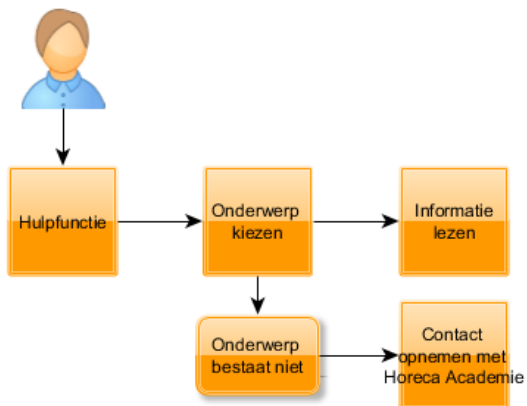 Hulpfunctie
Onderwerp
kiezen
Informatie
lezen
Onderwerp
bestaat niet
Contact
opnemen met
Horeca Academie